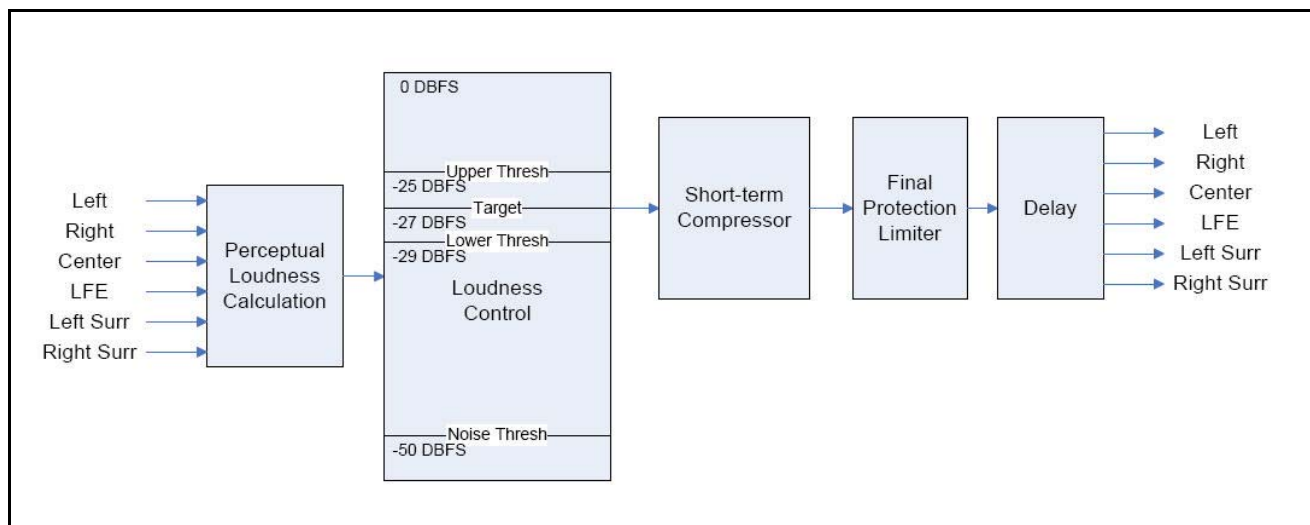 Left
Right
Center
LFE
Left Surr
Right Surr
Perceptual
Loudness
Calculation
0 DBFS
Upper Thresh
-25 DBFS
Target
-27 DBFS
Lower Thresh
-29 DBFS
Loudness
Control
Noise Thresh
-50 DBFS
Short-term
Compressor
Final
Protection
Limiter
Delay
Left
Right
Center
LFE
Left Surr
Right Surr